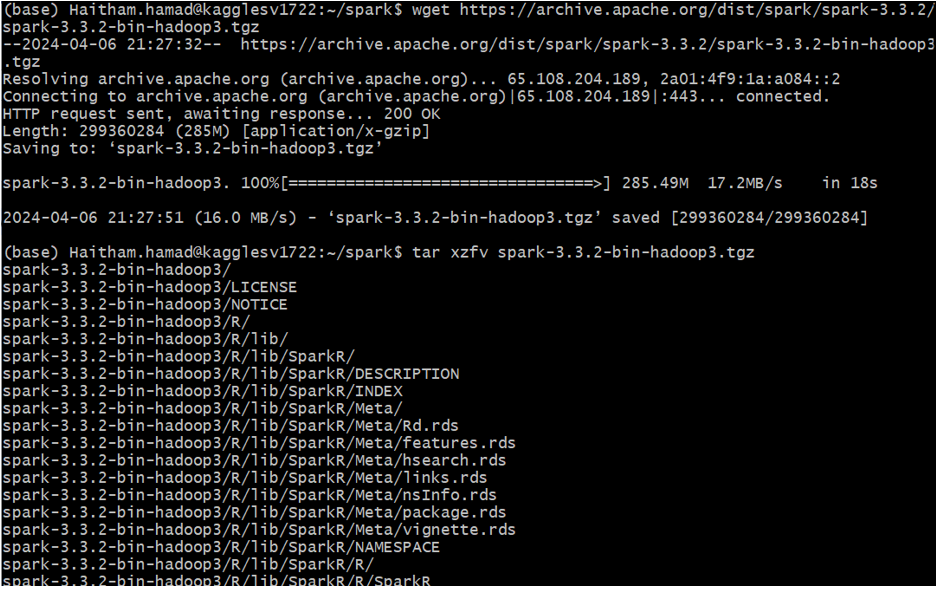 (base) Haitham.hamad@kagglesv1722:~/spark$ wget https://archive.apache.org/dist/spark/spark-3.3.2/
spark-3.3.2-bin-hadoop3.tgz
--2024-04-06 21:27:32--  https://archive.apache.org/dist/spark/spark-3.3.2/spark-3.3.2-bin-hadoop3
.tgz
Resolving archive.apache.org (archive.apache.org)... 65.108.204.189, 2a01:4f9:1a:a084::2
Connecting to archive.apache.org (archive.apache.org)|65.108.204.189|:443... connected.
HTTP request sent, awaiting response... 200 OK
Length: 299360284 (285M) [application/x-gzip]
Saving to: ‘spark-3.3.2-bin-hadoop3.tgz’
spark-3.3.2-bin-hadoop3. 100%[================================>] 285.49M  17.2MB/s    in 18s
2024-04-06 21:27:51 (16.0 MB/s) - ‘spark-3.3.2-bin-hadoop3.tgz’ saved [299360284/299360284]
(base) Haitham.hamad@kagglesv1722:~/spark$ tar xzfv spark-3.3.2-bin-hadoop3.tgz
spark-3.3.2-bin-hadoop3/
spark-3.3.2-bin-hadoop3/LICENSE
spark-3.3.2-bin-hadoop3/NOTICE
spark-3.3.2-bin-hadoop3/R/
spark-3.3.2-bin-hadoop3/R/lib/
spark-3.3.2-bin-hadoop3/R/lib/SparkR/
spark-3.3.2-bin-hadoop3/R/lib/SparkR/DESCRIPTION
spark-3.3.2-bin-hadoop3/R/lib/SparkR/INDEX
spark-3.3.2-bin-hadoop3/R/lib/SparkR/Meta/
spark-3.3.2-bin-hadoop3/R/lib/SparkR/Meta/Rd.rds
spark-3.3.2-bin-hadoop3/R/lib/SparkR/Meta/features.rds
spark-3.3.2-bin-hadoop3/R/lib/SparkR/Meta/hsearch.rds
spark-3.3.2-bin-hadoop3/R/lib/SparkR/Meta/links.rds
spark-3.3.2-bin-hadoop3/R/lib/SparkR/Meta/nsInfo.rds
spark-3.3.2-bin-hadoop3/R/lib/SparkR/Meta/package.rds
spark-3.3.2-bin-hadoop3/R/lib/SparkR/Meta/vignette.rds
spark-3.3.2-bin-hadoop3/R/lib/SparkR/NAMESPACE
spark-3.3.2-bin-hadoop3/R/lib/SparkR/R/
spark-3.3.2-bin-hadoop3/R/lib/SparkR/R/SparkR